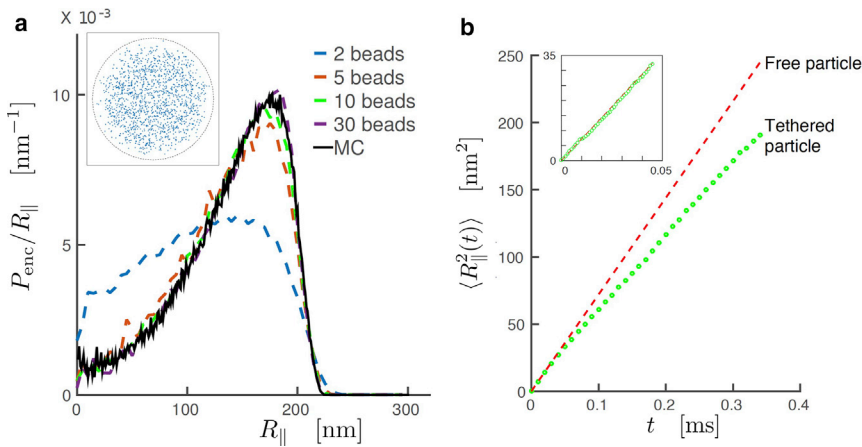 a
X 10⁻³
10
5
0
0
100
200
300
P_enc/R_∥ [nm⁻¹]
R_∥ [nm]
2 beads
5 beads
10 beads
30 beads
MC
b
250
200
150
100
50
0
0
0.1
0.2
0.3
0.4
⟨R²_∥(t)⟩ [nm²]
t [ms]
35
0
0
0.05
Free particle
Tethered
particle